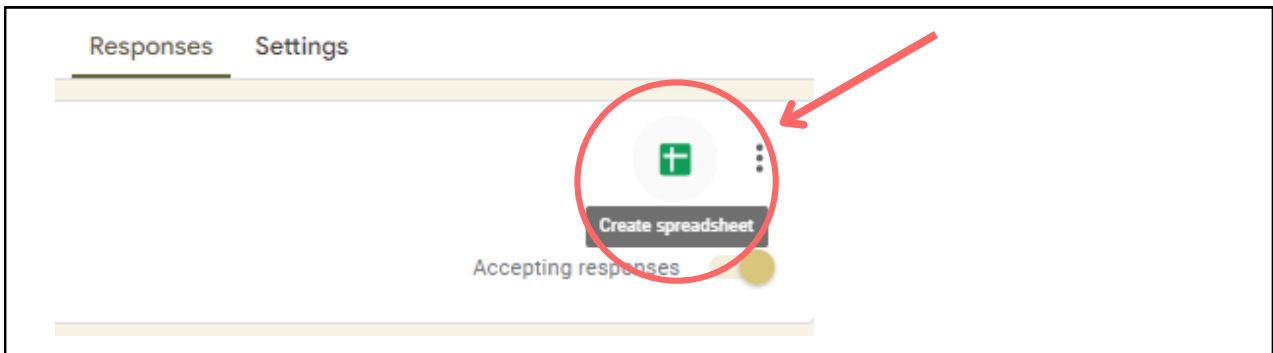 Responses Settings
Create spreadsheet
Accepting responses